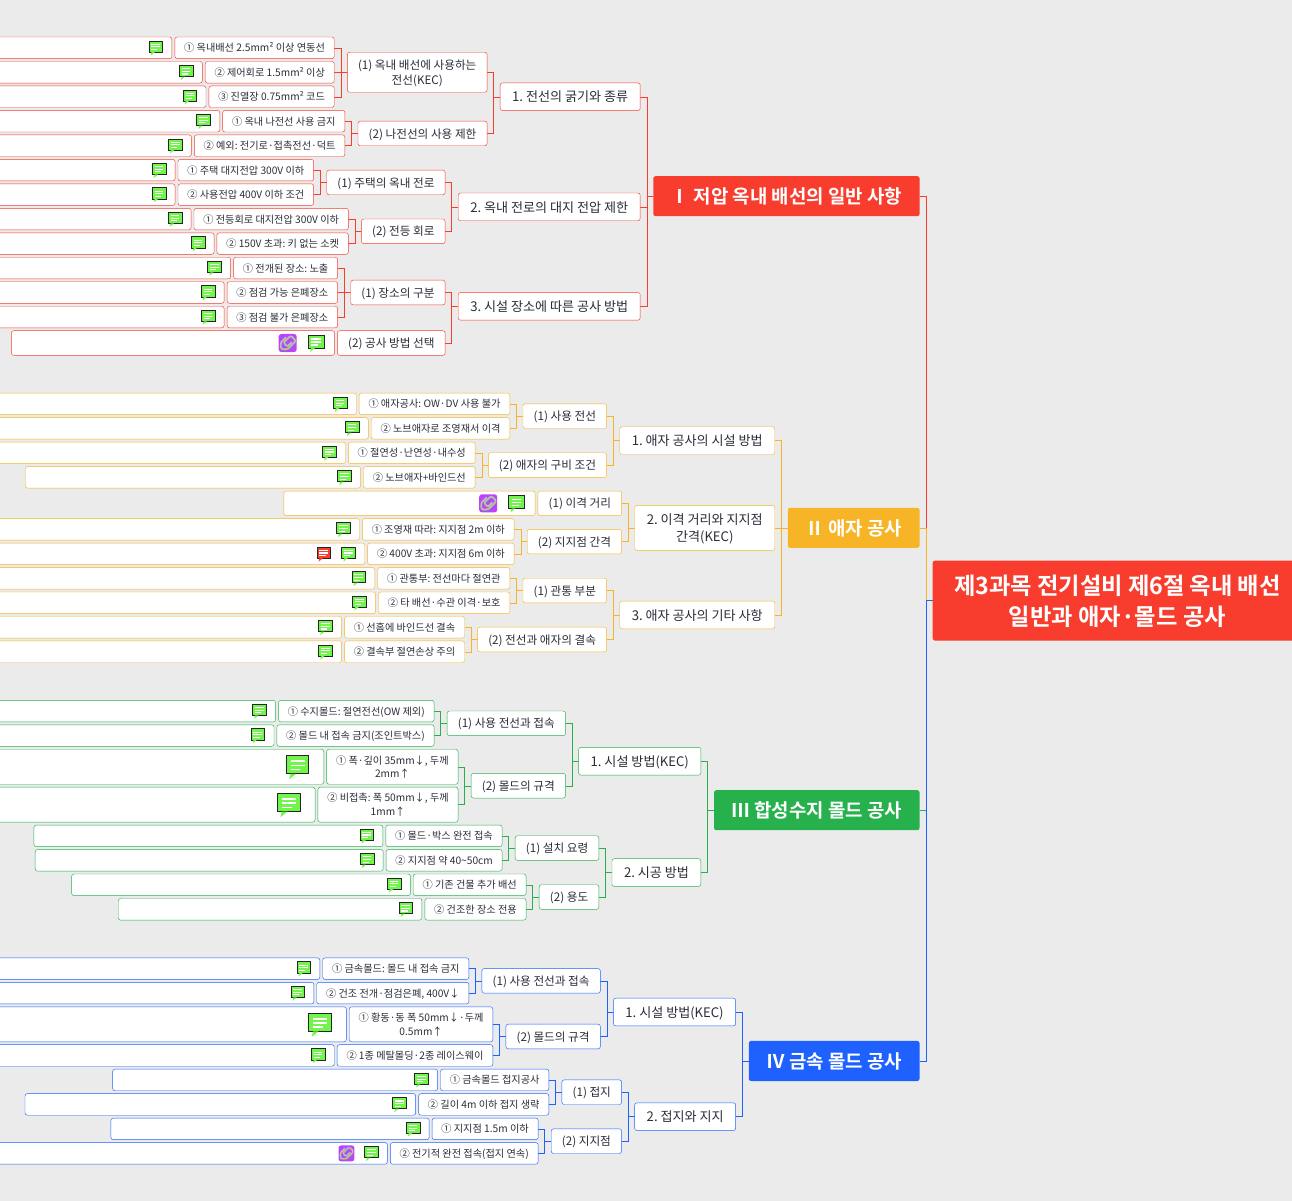 제3과목 전기설비 제6절 옥내 배선
일반과 애자·몰드 공사
Ⅰ 저압 옥내 배선의 일반 사항
1. 전선의 굵기와 종류
(1) 옥내 배선에 사용하는
전선(KEC)
① 옥내배선 2.5mm² 이상 연동선
② 제어회로 1.5mm² 이상
③ 진열장 0.75mm² 코드
(2) 나전선의 사용 제한
① 옥내 나전선 사용 금지
② 예외: 전기로·접촉전선·덕트
2. 옥내 전로의 대지 전압 제한
(1) 주택의 옥내 전로
① 주택 대지전압 300V 이하
② 사용전압 400V 이하 조건
(2) 전등 회로
① 전등회로 대지전압 300V 이하
② 150V 초과: 키 없는 소켓
3. 시설 장소에 따른 공사 방법
(1) 장소의 구분
① 전개된 장소: 노출
② 점검 가능 은폐장소
③ 점검 불가 은폐장소
(2) 공사 방법 선택
Ⅱ 애자 공사
1. 애자 공사의 시설 방법
(1) 사용 전선
① 애자공사: OW·DV 사용 불가
② 노브애자로 조영재서 이격
(2) 애자의 구비 조건
① 절연성·난연성·내수성
② 노브애자+바인드선
2. 이격 거리와 지지점
간격(KEC)
(1) 이격 거리
(2) 지지점 간격
① 조영재 따라: 지지점 2m 이하
② 400V 초과: 지지점 6m 이하
3. 애자 공사의 기타 사항
(1) 관통 부분
① 관통부: 전선마다 절연관
② 타 배선·수관 이격·보호
(2) 전선과 애자의 결속
① 선홈에 바인드선 결속
② 결속부 절연손상 주의
Ⅲ 합성수지 몰드 공사
1. 시설 방법(KEC)
(1) 사용 전선과 접속
① 수지몰드: 절연전선(OW 제외)
② 몰드 내 접속 금지(조인트박스)
(2) 몰드의 규격
① 폭·깊이 35mm↓, 두께
2mm↑
② 비접촉: 폭 50mm↓, 두께
1mm↑
2. 시공 방법
(1) 설치 요령
① 몰드·박스 완전 접속
② 지지점 약 40~50cm
(2) 용도
① 기존 건물 추가 배선
② 건조한 장소 전용
Ⅳ 금속 몰드 공사
1. 시설 방법(KEC)
(1) 사용 전선과 접속
① 금속몰드: 몰드 내 접속 금지
② 건조 전개·점검은폐, 400V↓
(2) 몰드의 규격
① 황동·동 폭 50mm↓·두께
0.5mm↑
② 1종 메탈몰딩·2종 레이스웨이
2. 접지와 지지
(1) 접지
① 금속몰드 접지공사
② 길이 4m 이하 접지 생략
(2) 지지점
① 지지점 1.5m 이하
② 전기적 완전 접속(접지 연속)